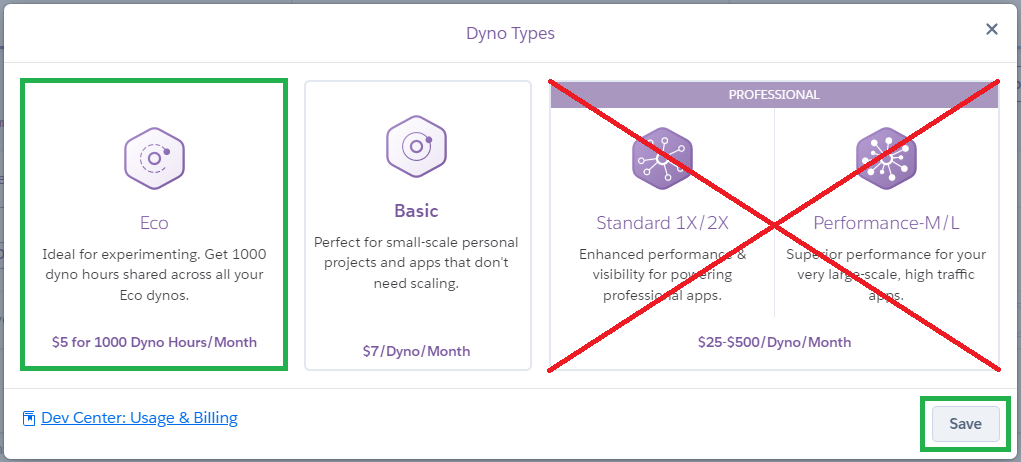 Dyno Types
Eco
Ideal for experimenting. Get 1000
dyno hours shared across all your
Eco dynos.
$5 for 1000 Dyno Hours/Month
Basic
Perfect for small-scale personal
projects and apps that don't
need scaling.
$7/Dyno/Month
PROFESSIONAL
Standard 1X/2X
Enhanced performance &
visibility for powering
professional apps.
Performance-M/L
Superior performance for your
very large-scale, high traffic
apps.
$25-$500/Dyno/Month
Dev Center: Usage & Billing
Save